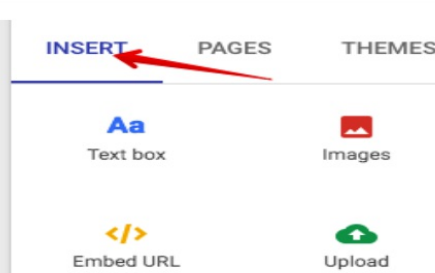 INSERT PAGES THEMES
Aa
Text box Images
</>
Embed URL Upload